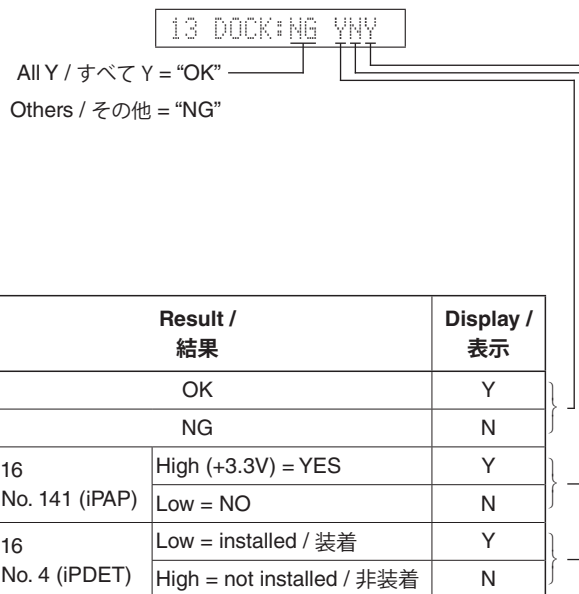 13 DOCK:NG YNY
All Y / すべて Y = “OK”
Others / その他 = “NG”
Result /
結果
Display /
表示
OK
Y
NG
N
16
No. 141 (iPAP)
High (+3.3V) = YES
Y
Low = NO
N
16
No. 4 (iPDET)
Low = installed / 装着
Y
High = not installed / 非装着
N